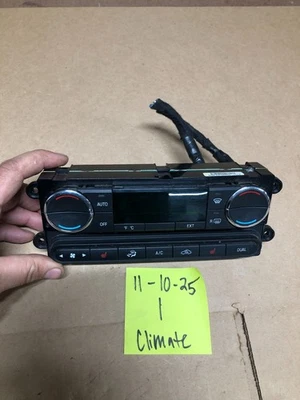 AUTO
OFF
°F/°C
EXT
R
A/C
DUAL
11-10-25
1
Climate